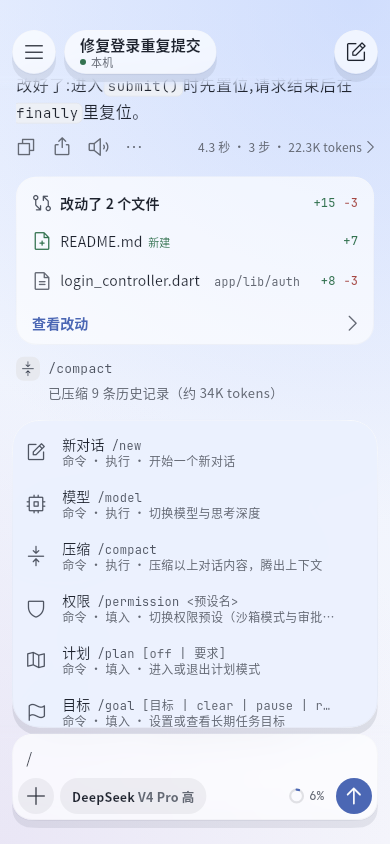 修复登录重复提交
本机
改好了:进入 submit() 时先置位,请求结束后在
finally 里复位。
4.3 秒 · 3 步 · 22.3K tokens
改动了 2 个文件 +15 -3
README.md 新建 +7
login_controller.dart app/lib/auth +8 -3
查看改动
/compact
已压缩 9 条历史记录（约 34K tokens）
新对话 /new
命令 · 执行 · 开始一个新对话
模型 /model
命令 · 执行 · 切换模型与思考深度
压缩 /compact
命令 · 执行 · 压缩以上对话内容，腾出上下文
权限 /permission <预设名>
命令 · 填入 · 切换权限预设（沙箱模式与审批…
计划 /plan [off | 要求]
命令 · 填入 · 进入或退出计划模式
目标 /goal [目标 | clear | pause | r…
命令 · 填入 · 设置或查看长期任务目标
/
DeepSeek V4 Pro 高 6%